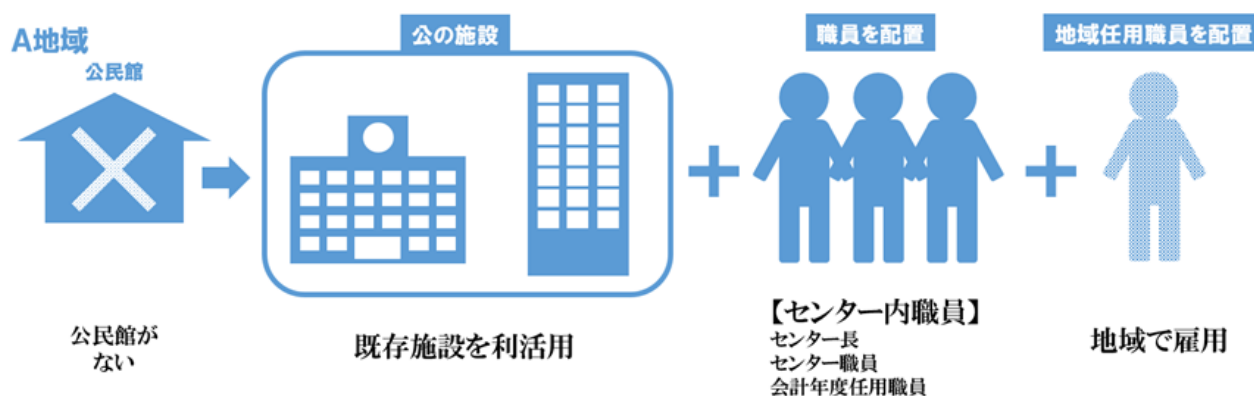 A地域
公民館
公の施設
職員を配置
地域任用職員を配置
公民館が
ない
既存施設を利活用
【センター内職員】
センター長
センター職員
会計年度任用職員
地域で雇用